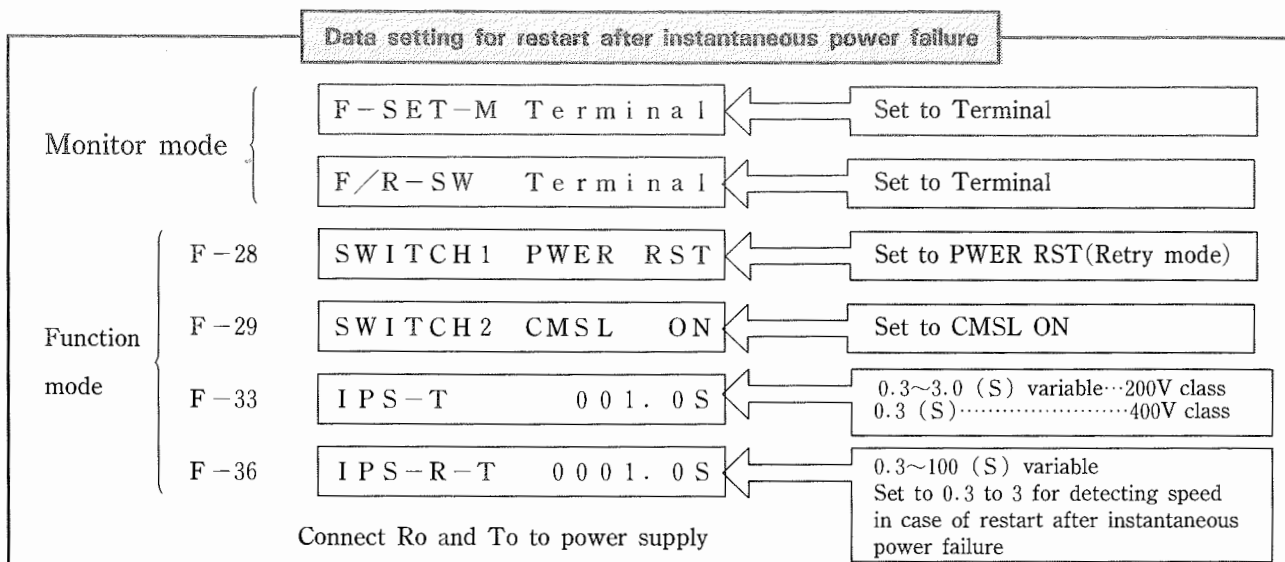 Data setting for restart after instantaneous power failure
Monitor mode
F-SET-M Terminal
Set to Terminal
F/R-SW Terminal
Set to Terminal
Function
mode
F-28
SWITCH1 PWER RST
Set to PWER RST(Retry mode)
F-29
SWITCH2 CMSL ON
Set to CMSL ON
F-33
IPS-T 001.0S
0.3~3.0 (S) variable…200V class
0.3 (S)……………………400V class
F-36
IPS-R-T 0001.0S
0.3~100 (S) variable
Set to 0.3 to 3 for detecting speed
in case of restart after instantaneous
power failure
Connect Ro and To to power supply